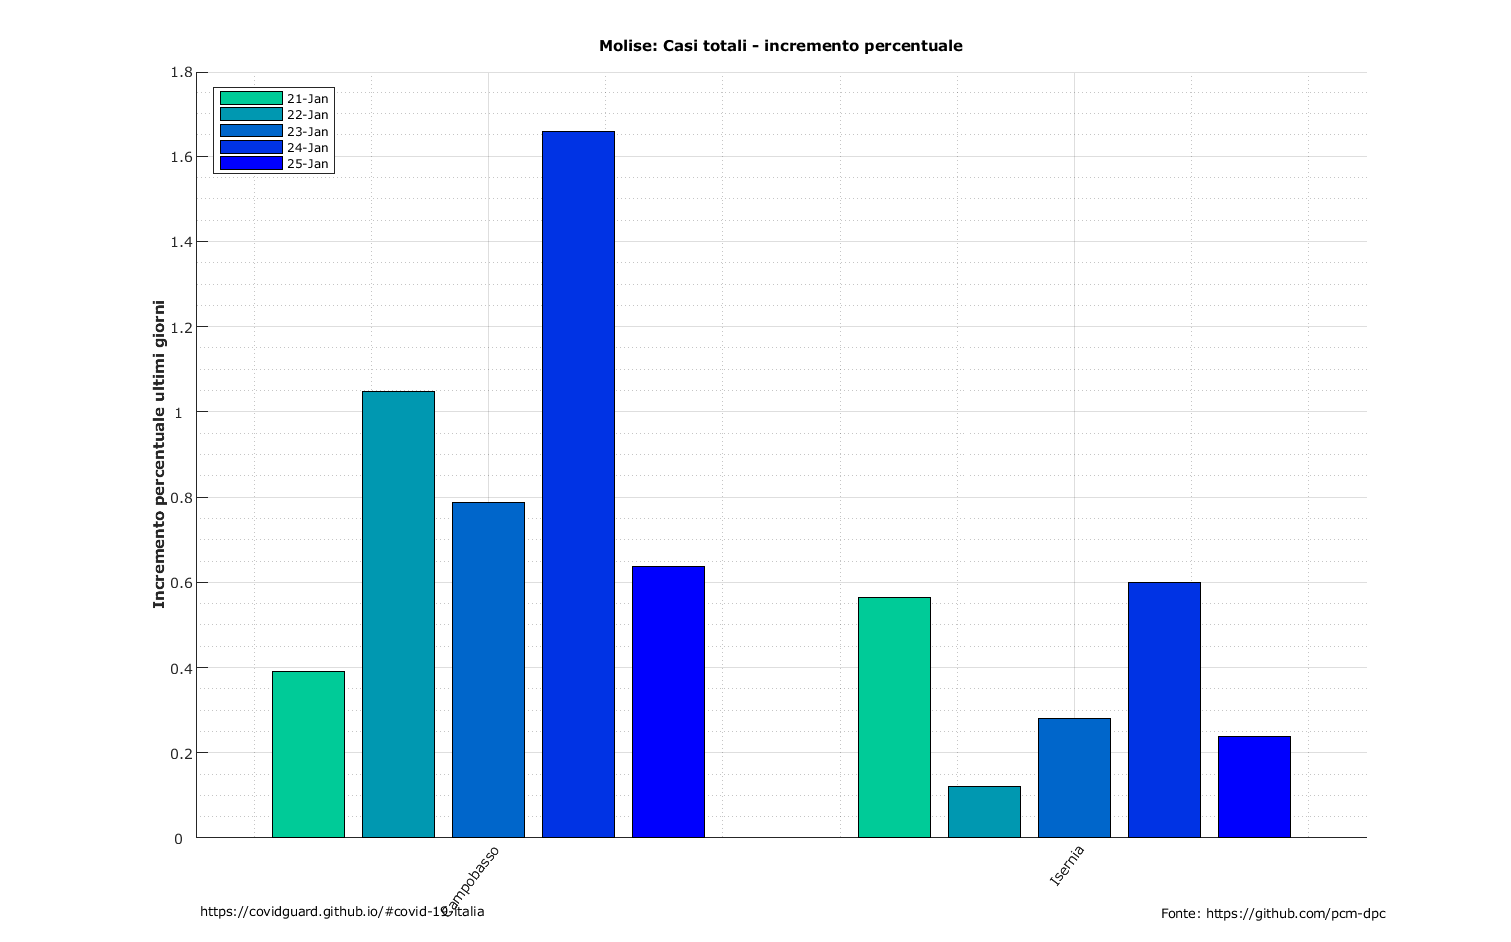 Molise: Casi totali - incremento percentuale
1.8
1.6
1.4
1.2
1
0.8
0.6
0.4
0.2
0
Incremento percentuale ultimi giorni
21-Jan
22-Jan
23-Jan
24-Jan
25-Jan
Campobasso
Isernia
https://covidguard.github.io/#covid-19-italia
Fonte: https://github.com/pcm-dpc